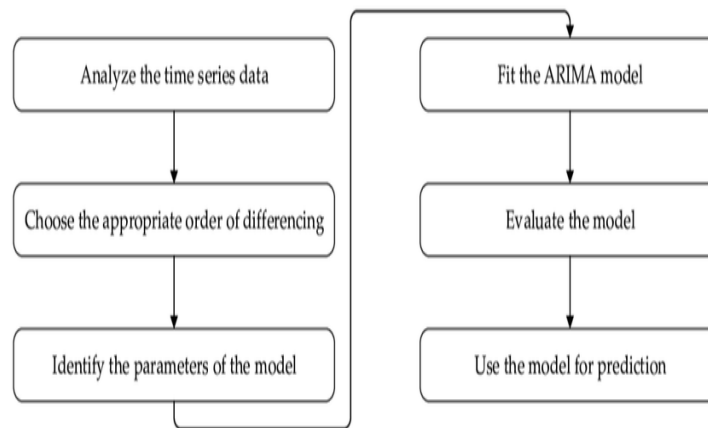 Analyze the time series data
Choose the appropriate order of differencing
Identify the parameters of the model
Fit the ARIMA model
Evaluate the model
Use the model for prediction